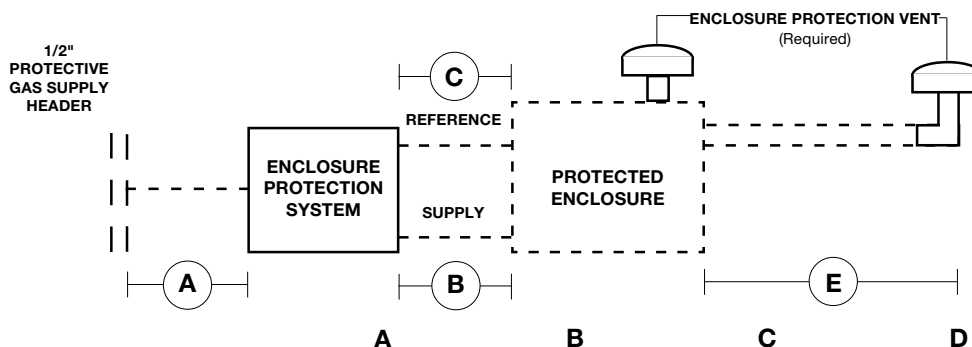 ENCLOSURE PROTECTION VENT
(Required)
1/2"
PROTECTIVE
GAS SUPPLY
HEADER
C
REFERENCE
ENCLOSURE
PROTECTION
SYSTEM
PROTECTED
ENCLOSURE
SUPPLY
A
B
E
A B C D